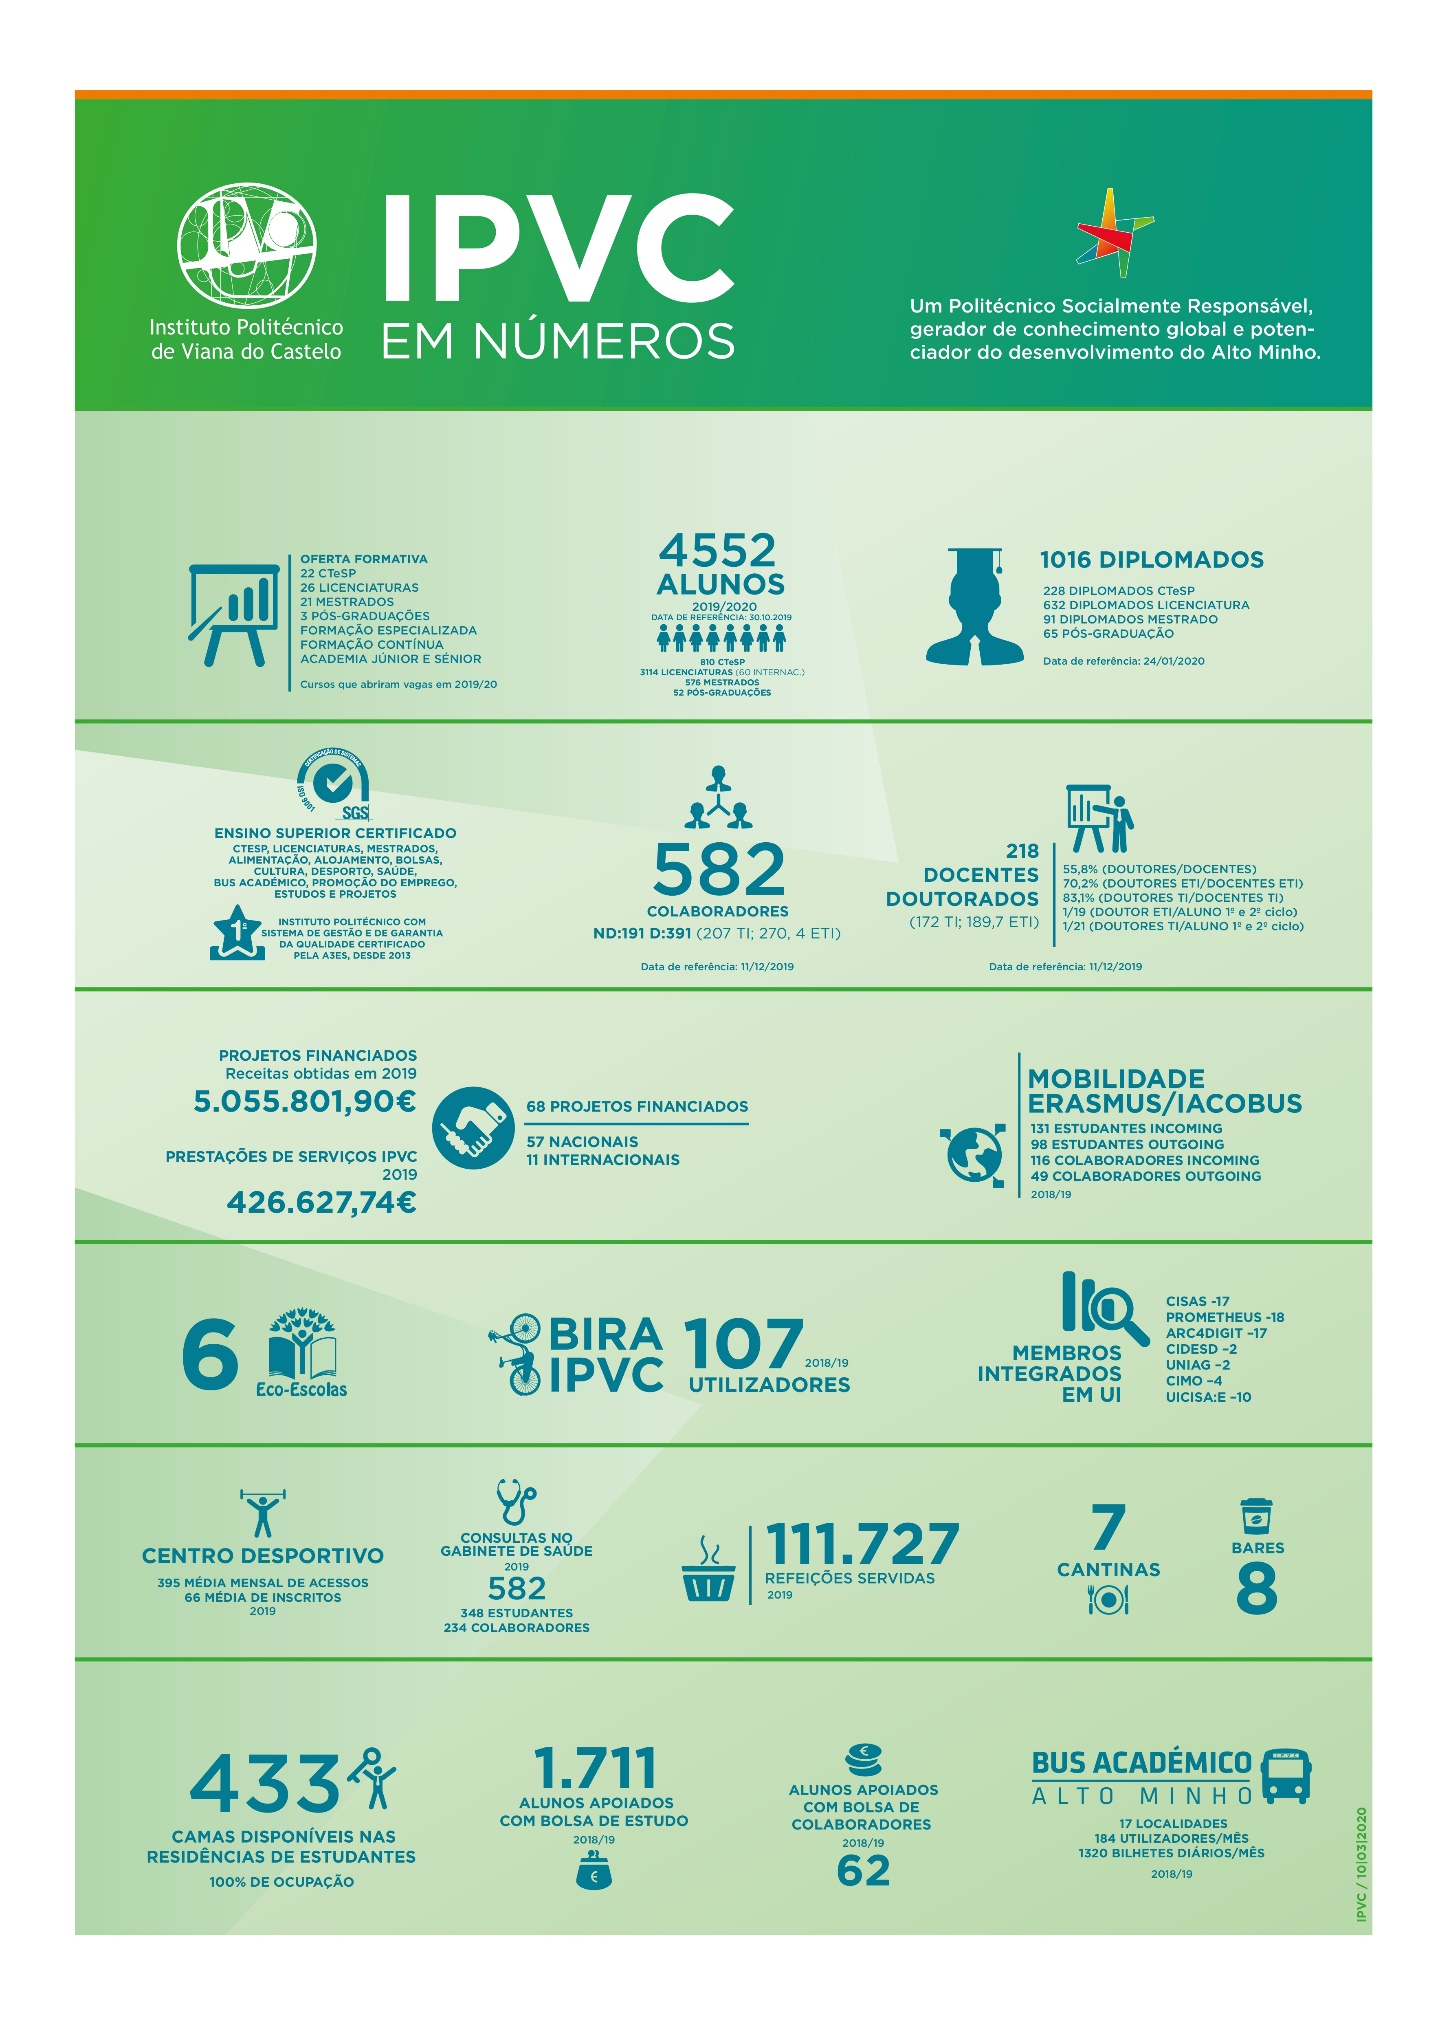 Instituto Politécnico
de Viana do Castelo
IPVC
EM NÚMEROS
Um Politécnico Socialmente Responsável,
gerador de conhecimento global e poten-
ciador do desenvolvimento do Alto Minho.
OFERTA FORMATIVA
22 CTeSP
26 LICENCIATURAS
21 MESTRADOS
3 PÓS-GRADUAÇÕES
FORMAÇÃO ESPECIALIZADA
FORMAÇÃO CONTÍNUA
ACADEMIA JÚNIOR E SÉNIOR
Cursos que abriram vagas em 2019/20
4552
ALUNOS
2019/2020
DATA DE REFERÊNCIA: 30.10.2019
810 CTeSP
3114 LICENCIATURAS (60 INTERNAC.)
576 MESTRADOS
52 PÓS-GRADUAÇÕES
1016 DIPLOMADOS
228 DIPLOMADOS CTeSP
632 DIPLOMADOS LICENCIATURA
91 DIPLOMADOS MESTRADO
65 PÓS-GRADUAÇÃO
Data de referência: 24/01/2020
CERTIFICAÇÃO DE SISTEMAS
ISO 9001
SGS
ENSINO SUPERIOR CERTIFICADO
CTESP, LICENCIATURAS, MESTRADOS,
ALIMENTAÇÃO, ALOJAMENTO, BOLSAS,
CULTURA, DESPORTO, SAÚDE,
BUS ACADÉMICO, PROMOÇÃO DO EMPREGO,
ESTUDOS E PROJETOS
1º
INSTITUTO POLITÉCNICO COM
SISTEMA DE GESTÃO E DE GARANTIA
DA QUALIDADE CERTIFICADO
PELA A3ES, DESDE 2013
582
COLABORADORES
ND:191 D:391 (207 TI; 270, 4 ETI)
Data de referência: 11/12/2019
218
DOCENTES
DOUTORADOS
(172 TI; 189,7 ETI)
55,8% (DOUTORES/DOCENTES)
70,2% (DOUTORES ETI/DOCENTES ETI)
83,1% (DOUTORES TI/DOCENTES TI)
1/19 (DOUTOR ETI/ALUNO 1º e 2º ciclo)
1/21 (DOUTORES TI/ALUNO 1º e 2º ciclo)
Data de referência: 11/12/2019
PROJETOS FINANCIADOS
Receitas obtidas em 2019
5.055.801,90€
PRESTAÇÕES DE SERVIÇOS IPVC
2019
426.627,74€
68 PROJETOS FINANCIADOS
57 NACIONAIS
11 INTERNACIONAIS
MOBILIDADE
ERASMUS/IACOBUS
131 ESTUDANTES INCOMING
98 ESTUDANTES OUTGOING
116 COLABORADORES INCOMING
49 COLABORADORES OUTGOING
2018/19
6
Eco-Escolas
BIRA
IPVC
107
2018/19
UTILIZADORES
MEMBROS
INTEGRADOS
EM UI
CISAS -17
PROMETHEUS -18
ARC4DIGIT -17
CIDESD -2
UNIAG -2
CIMO -4
UICISA:E -10
CENTRO DESPORTIVO
395 MÉDIA MENSAL DE ACESSOS
66 MÉDIA DE INSCRITOS
2019
CONSULTAS NO
GABINETE DE SAÚDE
2019
582
348 ESTUDANTES
234 COLABORADORES
111.727
REFEIÇÕES SERVIDAS
2019
7
CANTINAS
BARES
8
433
CAMAS DISPONÍVEIS NAS
RESIDÊNCIAS DE ESTUDANTES
100% DE OCUPAÇÃO
1.711
ALUNOS APOIADOS
COM BOLSA DE ESTUDO
2018/19
€
€
ALUNOS APOIADOS
COM BOLSA DE
COLABORADORES
2018/19
62
BUS ACADÉMICO
ALTO MINHO
IPVC
17 LOCALIDADES
184 UTILIZADORES/MÊS
1320 BILHETES DIÁRIOS/MÊS
2018/19
IPVC / 10|03|2020